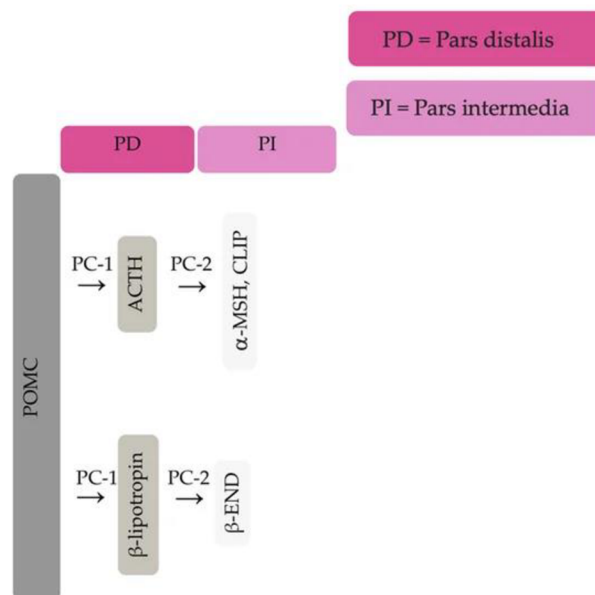 PD = Pars distalis
PI = Pars intermedia
PD
PI
PC-1
→
ACTH
PC-2
→
α-MSH, CLIP
POMC
PC-1
→
β-lipotropin
PC-2
→
β-END